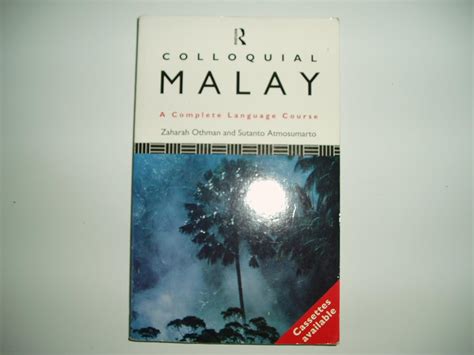 R
COLLOQUIAL
MALAY
A Complete Language Course
Zaharah Othman and Sutanto Atmosumarto
Cassettes
available